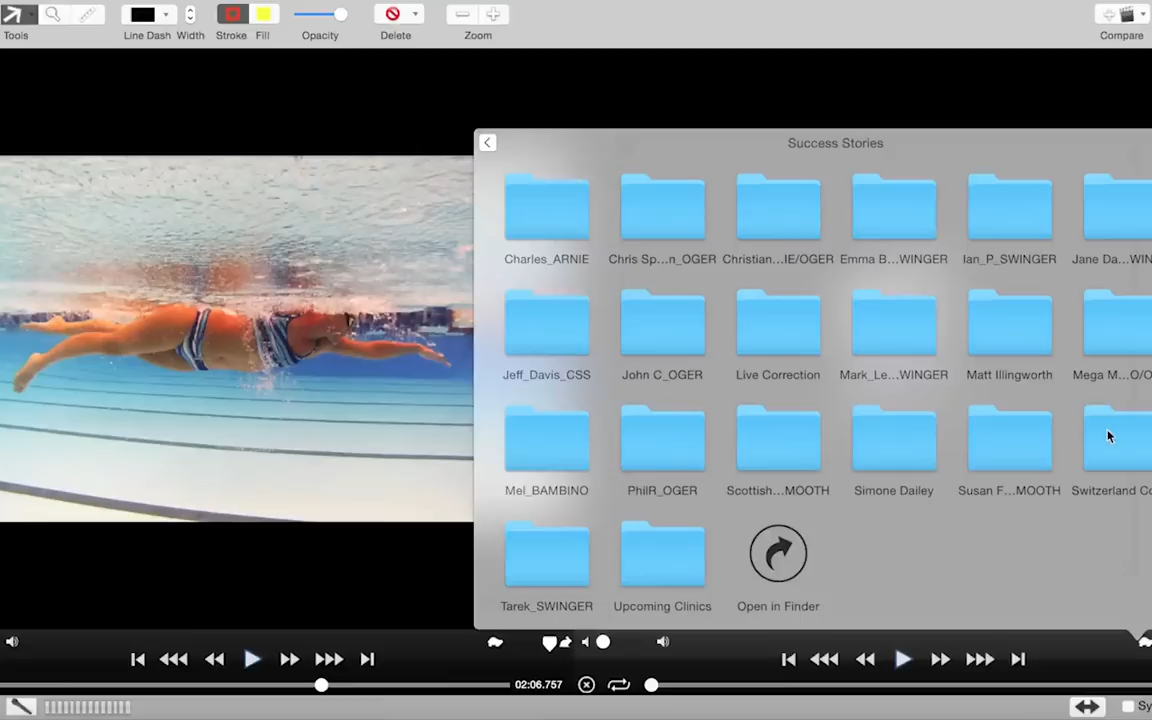 Tools Line Dash Width Stroke Fill Opacity Delete Zoom Compare
Success Stories
Charles_ARNIE Chris Sp...n_OGER Christian...IE/OGER Emma B...WINGER Ian_P_SWINGER Jane Da...WIN
Jeff_Davis_CSS John C_OGER Live Correction Mark_Le...WINGER Matt Illingworth Mega M...O/O
Mel_BAMBINO PhilR_OGER Scottish...MOOTH Simone Dailey Susan F...MOOTH Switzerland Co
Tarek_SWINGER Upcoming Clinics Open in Finder
02:06.757
Sy